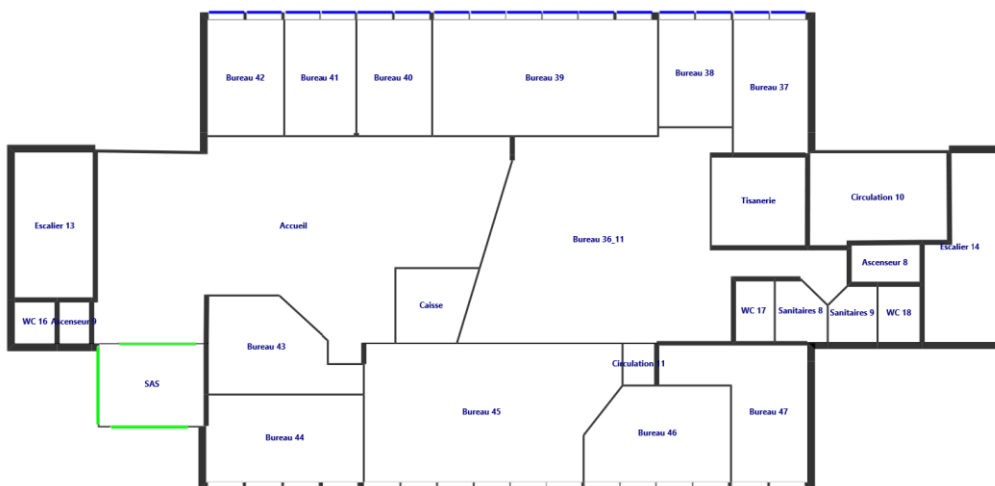 Bureau 42
Bureau 41
Bureau 40
Bureau 39
Bureau 38
Bureau 37
Tisanerie
Circulation 10
Escalier 13
Accueil
Bureau 36_11
Escalier 14
Ascenseur 8
Caisse
WC 16
Ascenseur 9
WC 17
Sanitaires 8
Sanitaires 9
WC 18
Bureau 43
Circulation 11
SAS
Bureau 45
Bureau 47
Bureau 44
Bureau 46